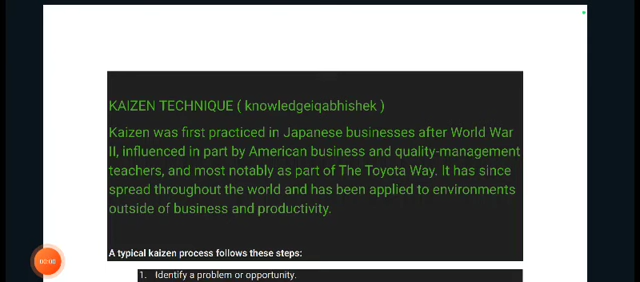 KAIZEN TECHNIQUE ( knowledgeiqabhishek )
Kaizen was first practiced in Japanese businesses after World War
II, influenced in part by American business and quality-management
teachers, and most notably as part of The Toyota Way. It has since
spread throughout the world and has been applied to environments
outside of business and productivity.
A typical kaizen process follows these steps:
1. Identify a problem or opportunity.
00:00